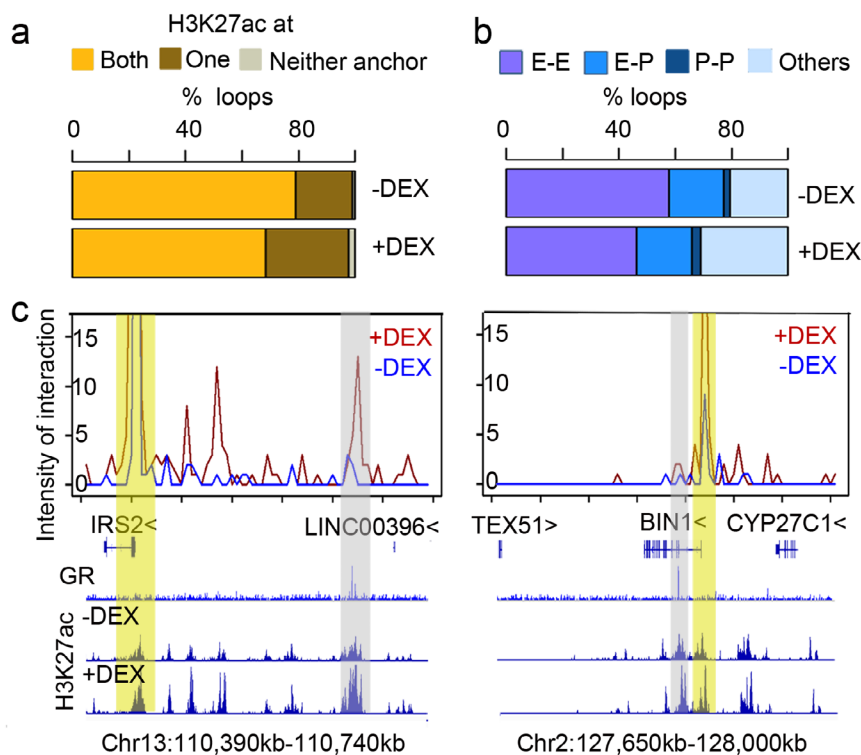 a
H3K27ac at
Both One Neither anchor
% loops
0 40 80
-DEX
+DEX
b
E-E E-P P-P Others
% loops
0 40 80
-DEX
+DEX
c
Intensity of interaction
15
10
5
0
+DEX
-DEX
IRS2< LINC00396<
GR
H3K27ac
-DEX
+DEX
Chr13:110,390kb-110,740kb
15
10
5
0
+DEX
-DEX
TEX51> BIN1< CYP27C1<
Chr2:127,650kb-128,000kb